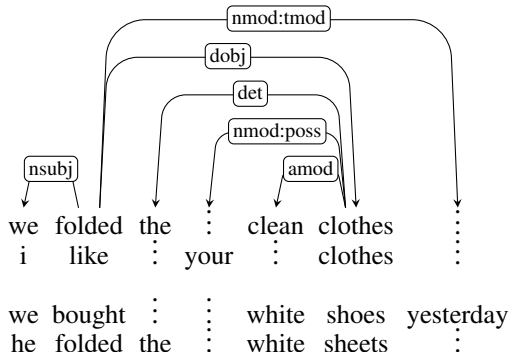 nmod:tmod
dobj
det
nmod:poss
nsubj amod
we folded the ⋮ clean clothes ⋮
i like ⋮ your ⋮ clothes ⋮
we bought ⋮ ⋮ white shoes yesterday
he folded the ⋮ white sheets ⋮